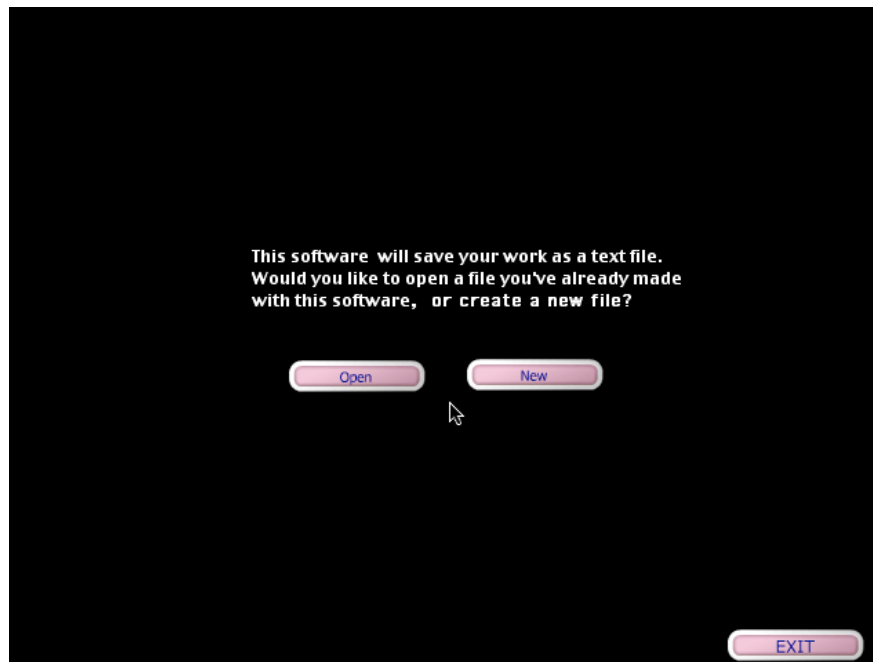 This software will save your work as a text file.
Would you like to open a file you've already made
with this software, or create a new file?
Open
New
EXIT